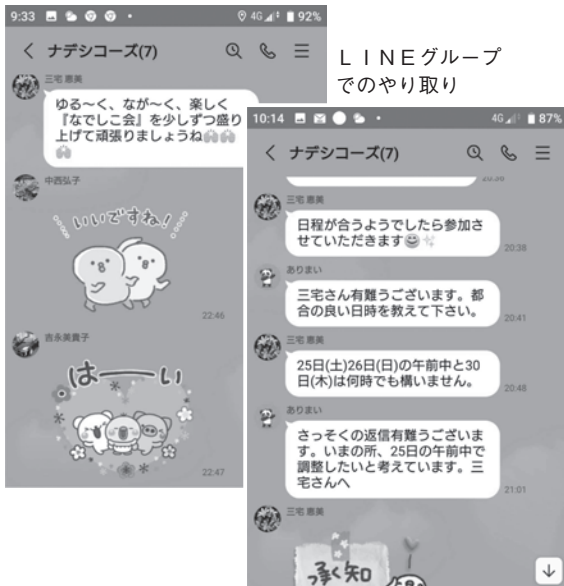 9:33
4G
92%
ナデシコーズ(7)
三宅恵美
ゆる～く、なが～く、楽しく
『なでしこ会』を少しずつ盛り
上げて頑張りましょうね
中西弘子
いいですね!
22:46
吉永美貴子
はーい
22:47
ＬＩＮＥグループ
でのやり取り
10:14
4G
87%
ナデシコーズ(7)
三宅恵美
日程が合うようでしたら参加さ
せていただきます
20:38
ありまい
三宅さん有難うございます。都
合の良い日時を教えて下さい。
20:41
三宅恵美
25日(土)26日(日)の午前中と30
日(木)は何時でも構いません。
20:48
ありまい
さっそくの返信有難うございま
す。いまの所、25日の午前中で
調整したいと考えています。三
宅さんへ
21:01
三宅恵美
承知